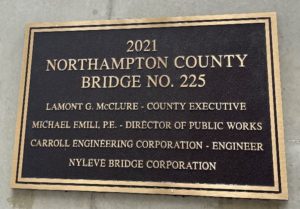 2021
NORTHAMPTON COUNTY
BRIDGE NO. 225
LAMONT G. McCLURE - COUNTY EXECUTIVE
MICHAEL EMILI, P.E. - DIRECTOR OF PUBLIC WORKS
CARROLL ENGINEERING CORPORATION - ENGINEER
NYLEVE BRIDGE CORPORATION